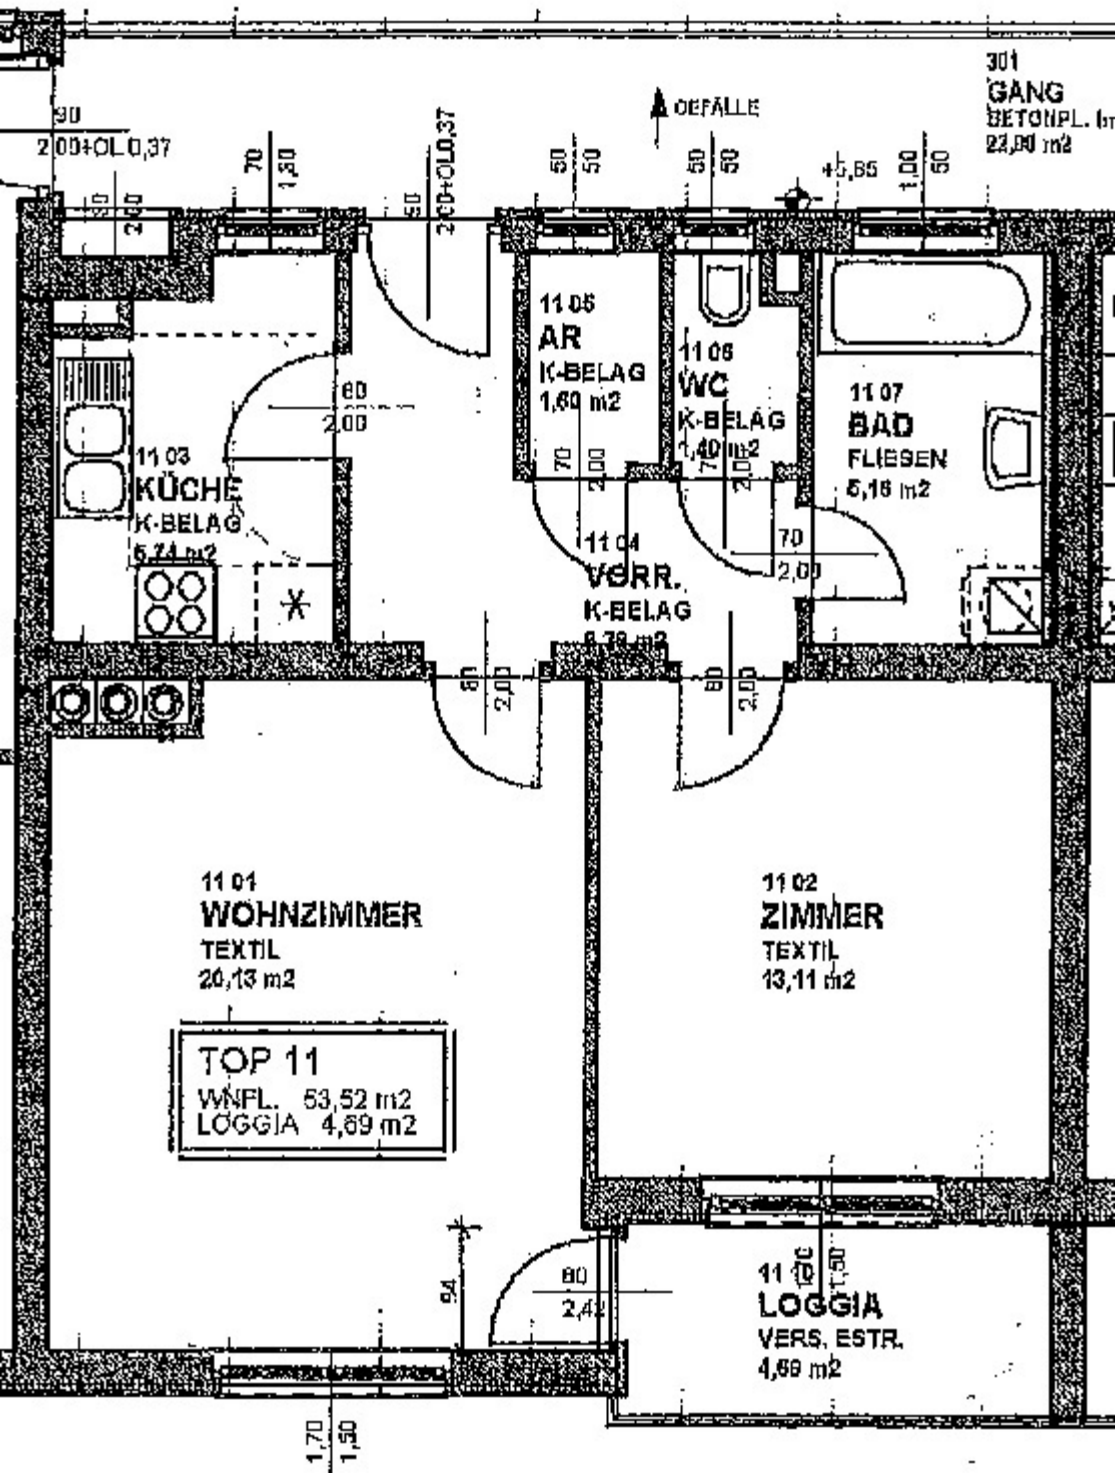 301
GANG
BETONPL.
22,00 m2
GEFÄLLE
90
2,00+OL0,37
70
1,30
2,00+OL0,37
50
50
50
50
+5,85
1,00
50
11 05
AR
K-BELAG
1,60 m2
11 06
WC
K-BELAG
1,40 m2
11 07
BAD
FLIESEN
5,16 m2
80
2,00
11 03
KÜCHE
K-BELAG
5,74 m2
70
2,00
70
2,00
11 04
VORR.
K-BELAG
70
2,00
80
2,00
80
2,00
11 01
WOHNZIMMER
TEXTIL
20,13 m2
11 02
ZIMMER
TEXTIL
13,11 m2
TOP 11
WNFL. 53,52 m2
LOGGIA 4,69 m2
94
80
2,42
11 10
LOGGIA
VERS. ESTR.
4,69 m2
1,50
1,70
1,50